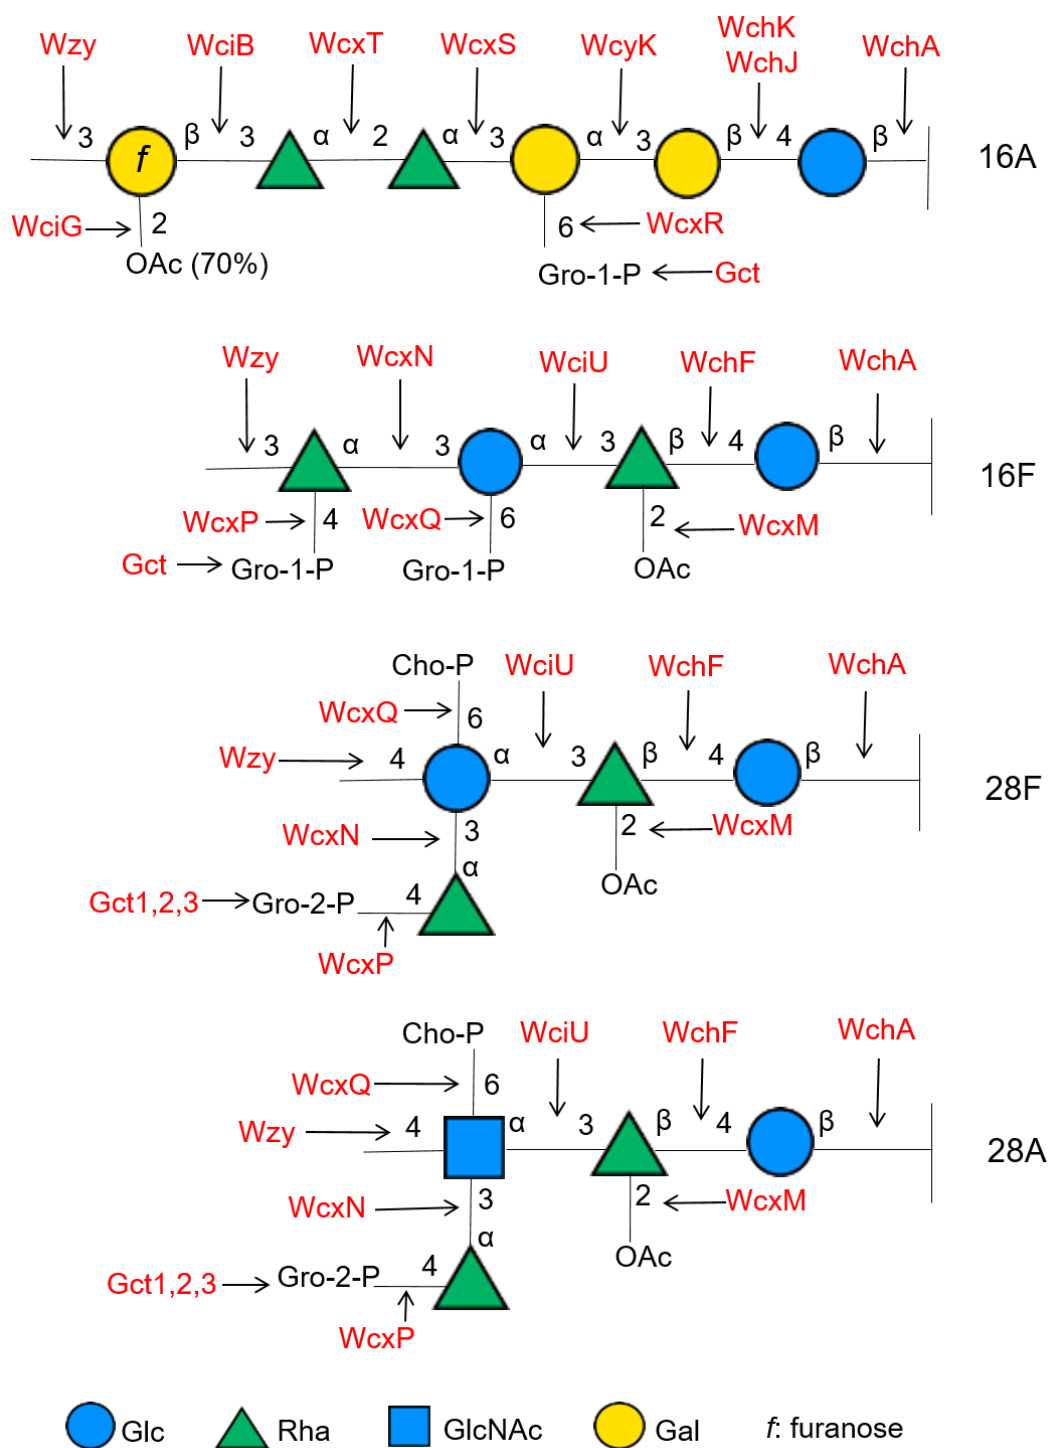 Wzy WciB WcxT WcxS WcyK WchK WchA
WchJ
3 β 3 α 2 α 3 α 3 β 4 β 16A
f
WciG 2 6 WcxR
OAc (70%) Gro-1-P Gct
Wzy WcxN WciU WchF WchA
3 α 3 α 3 β 4 β 16F
WcxP 4 WcxQ 6 2 WcxM
Gct Gro-1-P Gro-1-P OAc
Cho-P WciU WchF WchA
WcxQ 6
Wzy 4 α 3 β 4 β 28F
WcxN 3 2 WcxM
α OAc
Gct1,2,3 Gro-2-P 4
WcxP
Cho-P WciU WchF WchA
WcxQ 6
Wzy 4 α 3 β 4 β 28A
WcxN 3 2 WcxM
α OAc
Gct1,2,3 Gro-2-P 4
WcxP
Glc Rha GlcNAc Gal f: furanose